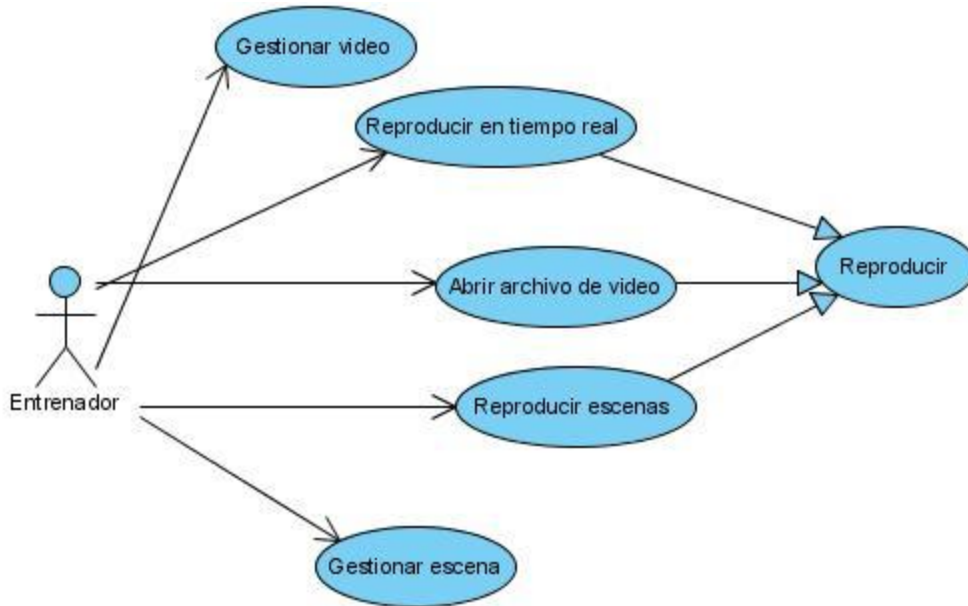 Gestionar video
Reproducir en tiempo real
Reproducir
Abrir archivo de video
Entrenador
Reproducir escenas
Gestionar escena